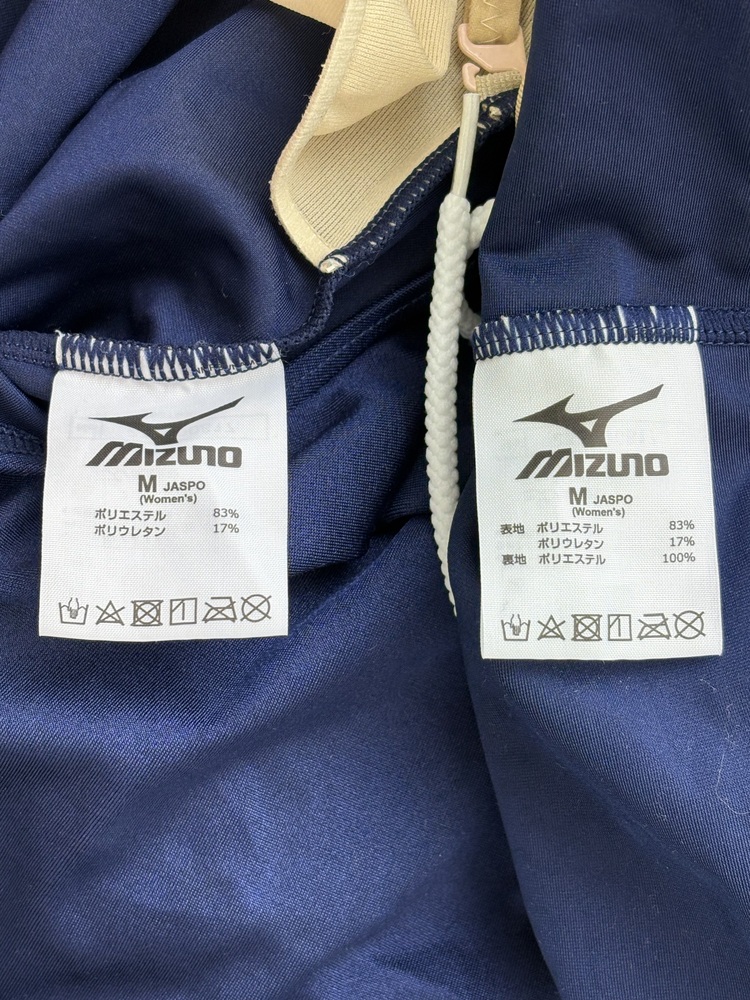 MIZUNO
M JASPO
(Women's)
ポリエステル 83%
ポリウレタン 17%
MIZUNO
M JASPO
(Women's)
表地 ポリエステル 83%
ポリウレタン 17%
裏地 ポリエステル 100%